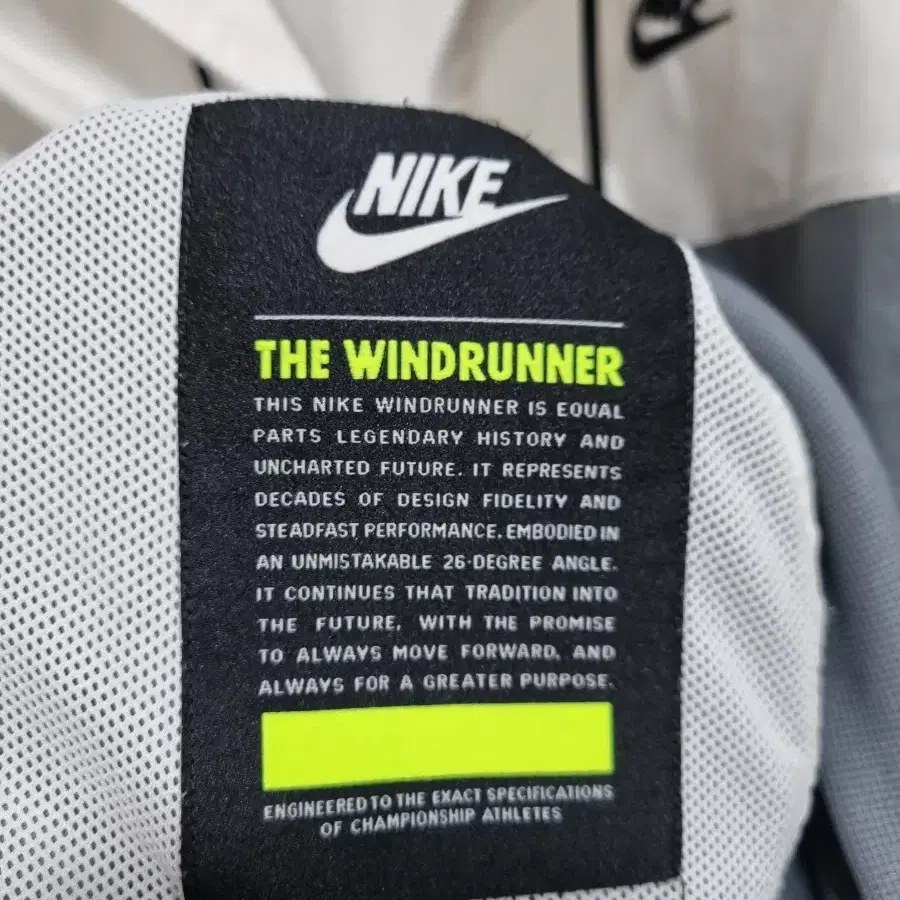 NIKE
THE WINDRUNNER
THIS NIKE WINDRUNNER IS EQUAL
PARTS LEGENDARY HISTORY AND
UNCHARTED FUTURE. IT REPRESENTS
DECADES OF DESIGN FIDELITY AND
STEADFAST PERFORMANCE. EMBODIED IN
AN UNMISTAKABLE 26-DEGREE ANGLE.
IT CONTINUES THAT TRADITION INTO
THE FUTURE, WITH THE PROMISE
TO ALWAYS MOVE FORWARD, AND
ALWAYS FOR A GREATER PURPOSE.
ENGINEERED TO THE EXACT SPECIFICATIONS
OF CHAMPIONSHIP ATHLETES